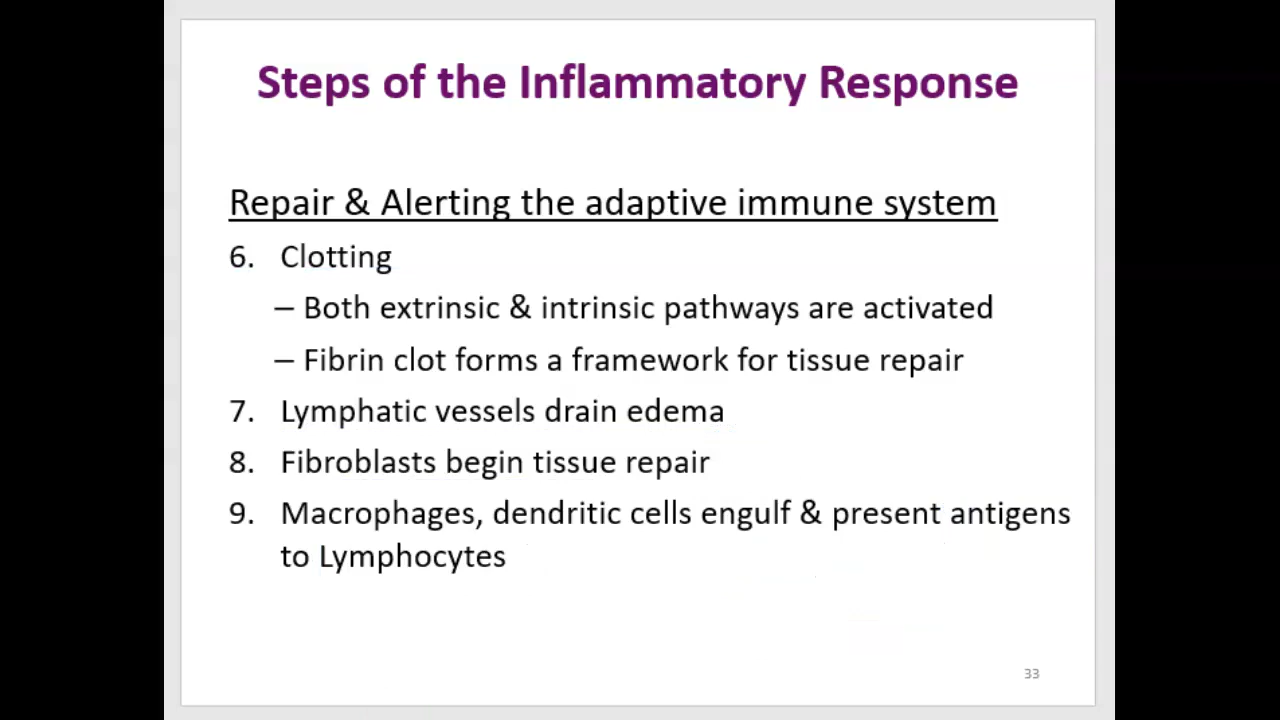 Steps of the Inflammatory Response
Repair & Alerting the adaptive immune system
6. Clotting
– Both extrinsic & intrinsic pathways are activated
– Fibrin clot forms a framework for tissue repair
7. Lymphatic vessels drain edema
8. Fibroblasts begin tissue repair
9. Macrophages, dendritic cells engulf & present antigens
to Lymphocytes
33